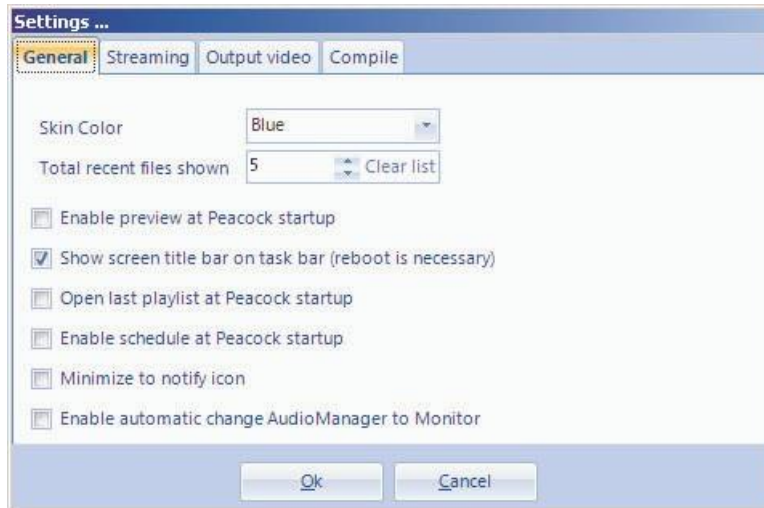 Settings ...
General Streaming Output video Compile
Skin Color Blue
Total recent files shown 5 Clear list
Enable preview at Peacock startup
Show screen title bar on task bar (reboot is necessary)
Open last playlist at Peacock startup
Enable schedule at Peacock startup
Minimize to notify icon
Enable automatic change AudioManager to Monitor
Ok Cancel